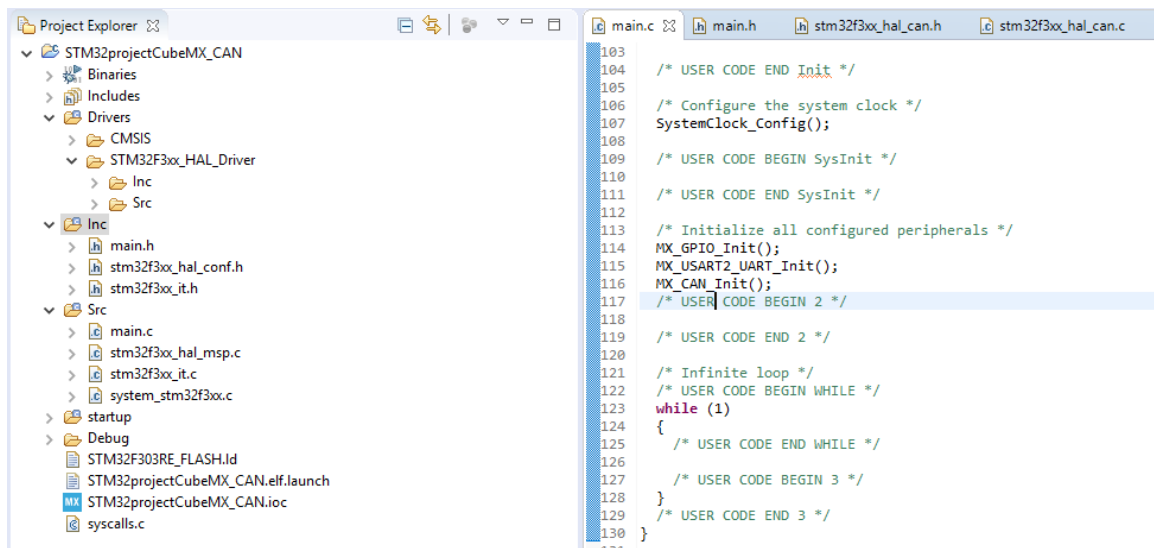 Project Explorer
STM32projectCubeMX_CAN
Binaries
Includes
Drivers
CMSIS
STM32F3xx_HAL_Driver
Inc
Src
Inc
main.h
stm32f3xx_hal_conf.h
stm32f3xx_it.h
Src
main.c
stm32f3xx_hal_msp.c
stm32f3xx_it.c
system_stm32f3xx.c
startup
Debug
STM32F303RE_FLASH.ld
STM32projectCubeMX_CAN.elf.launch
MX STM32projectCubeMX_CAN.ioc
syscalls.c
main.c main.h stm32f3xx_hal_can.h stm32f3xx_hal_can.c
103
104 /* USER CODE END Init */
105
106 /* Configure the system clock */
107 SystemClock_Config();
108
109 /* USER CODE BEGIN SysInit */
110
111 /* USER CODE END SysInit */
112
113 /* Initialize all configured peripherals */
114 MX_GPIO_Init();
115 MX_USART2_UART_Init();
116 MX_CAN_Init();
117 /* USER CODE BEGIN 2 */
118
119 /* USER CODE END 2 */
120
121 /* Infinite loop */
122 /* USER CODE BEGIN WHILE */
123 while (1)
124 {
125 /* USER CODE END WHILE */
126
127 /* USER CODE BEGIN 3 */
128 }
129 /* USER CODE END 3 */
130 }